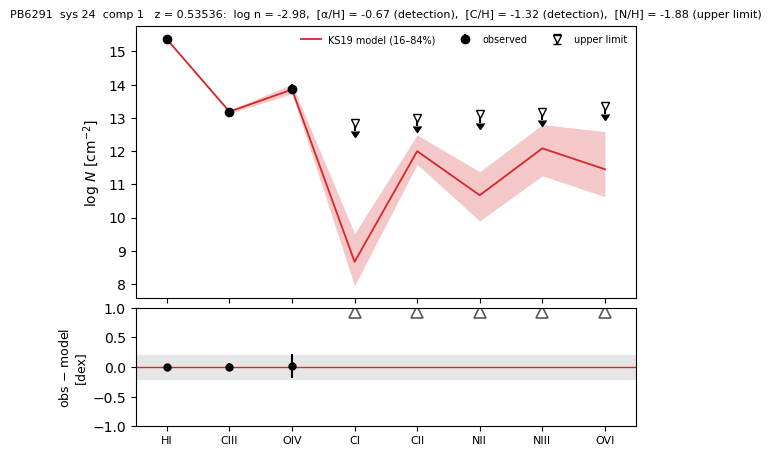 PB6291  sys 24  comp 1   z = 0.53536:  log n = -2.98,  [α/H] = -0.67 (detection),  [C/H] = -1.32 (detection),  [N/H] = -1.88 (upper limit)
KS19 model (16–84%)
observed
upper limit
log N [cm⁻²]
15
14
13
12
11
10
9
8
obs − model
[dex]
1.0
0.5
0.0
−0.5
−1.0
HI
CIII
OIV
CI
CII
NII
NIII
OVI